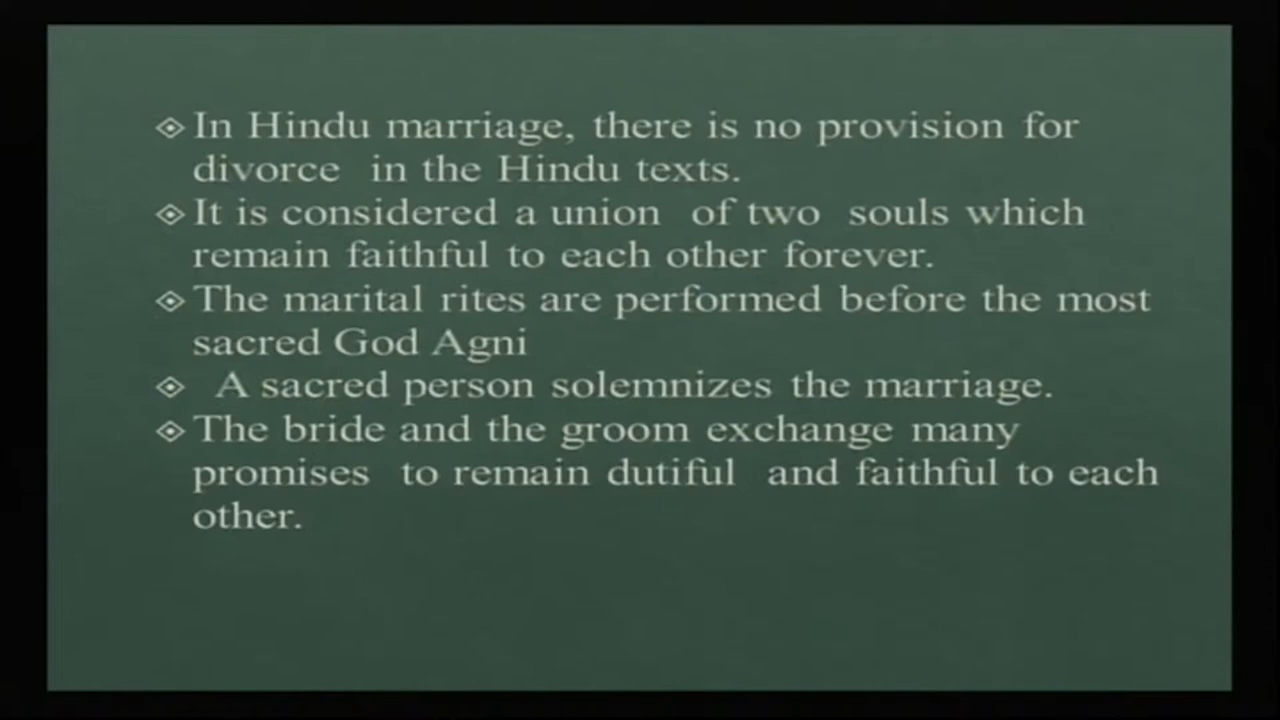 In Hindu marriage, there is no provision for
divorce in the Hindu texts.
It is considered a union of two souls which
remain faithful to each other forever.
The marital rites are performed before the most
sacred God Agni
A sacred person solemnizes the marriage.
The bride and the groom exchange many
promises to remain dutiful and faithful to each
other.